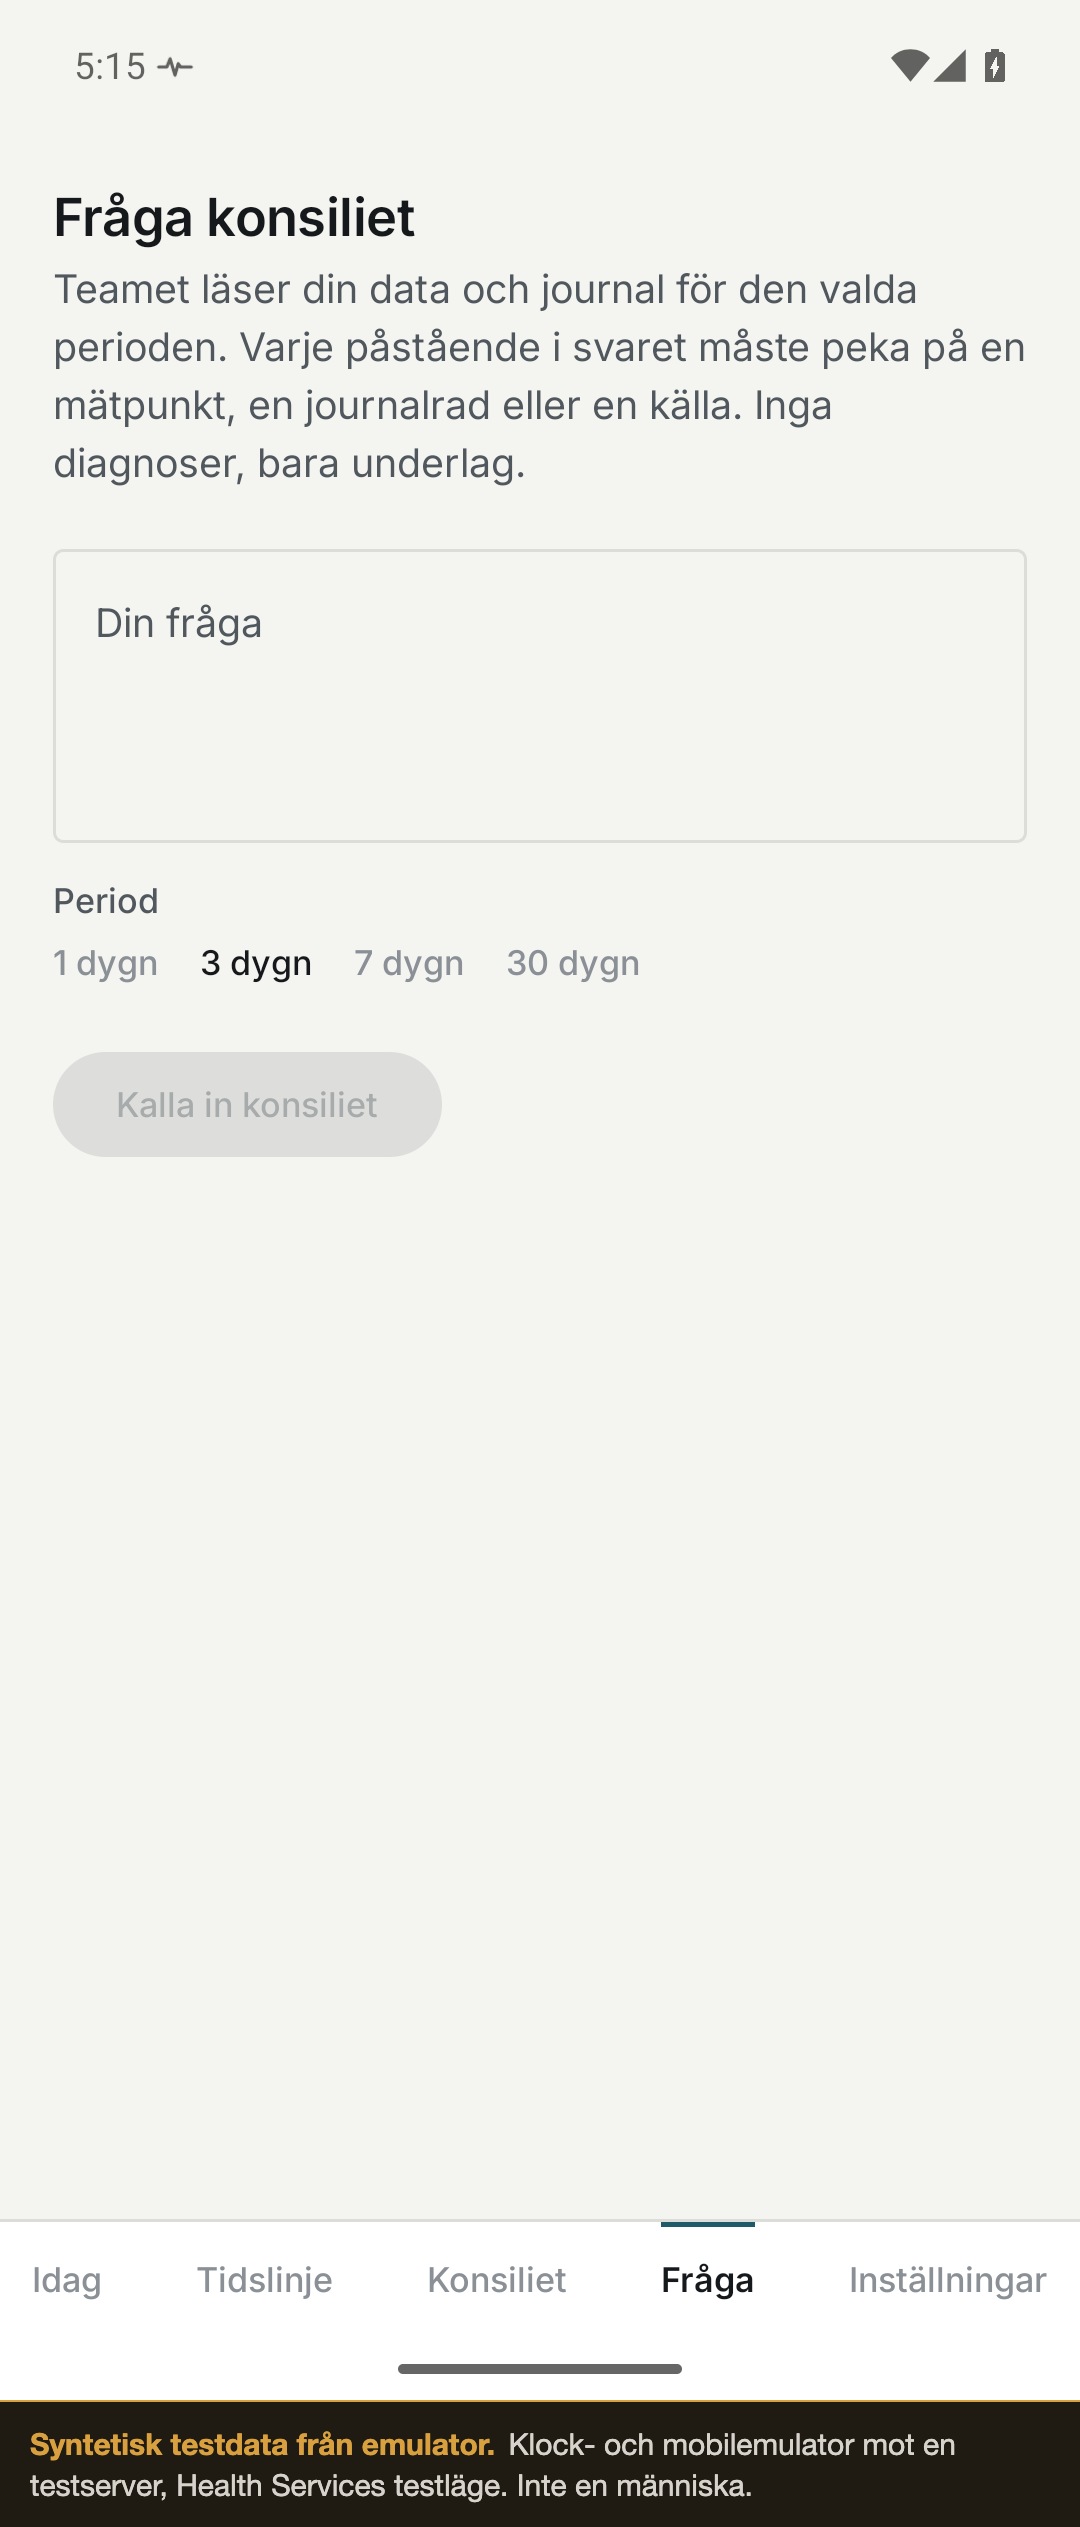 5:15
Fråga konsiliet
Teamet läser din data och journal för den valda
perioden. Varje påstående i svaret måste peka på en
mätpunkt, en journalrad eller en källa. Inga
diagnoser, bara underlag.
Din fråga
Period
1 dygn 3 dygn 7 dygn 30 dygn
Kalla in konsiliet
Idag Tidslinje Konsiliet Fråga Inställningar
Syntetisk testdata från emulator. Klock- och mobilemulator mot en
testserver, Health Services testläge. Inte en människa.